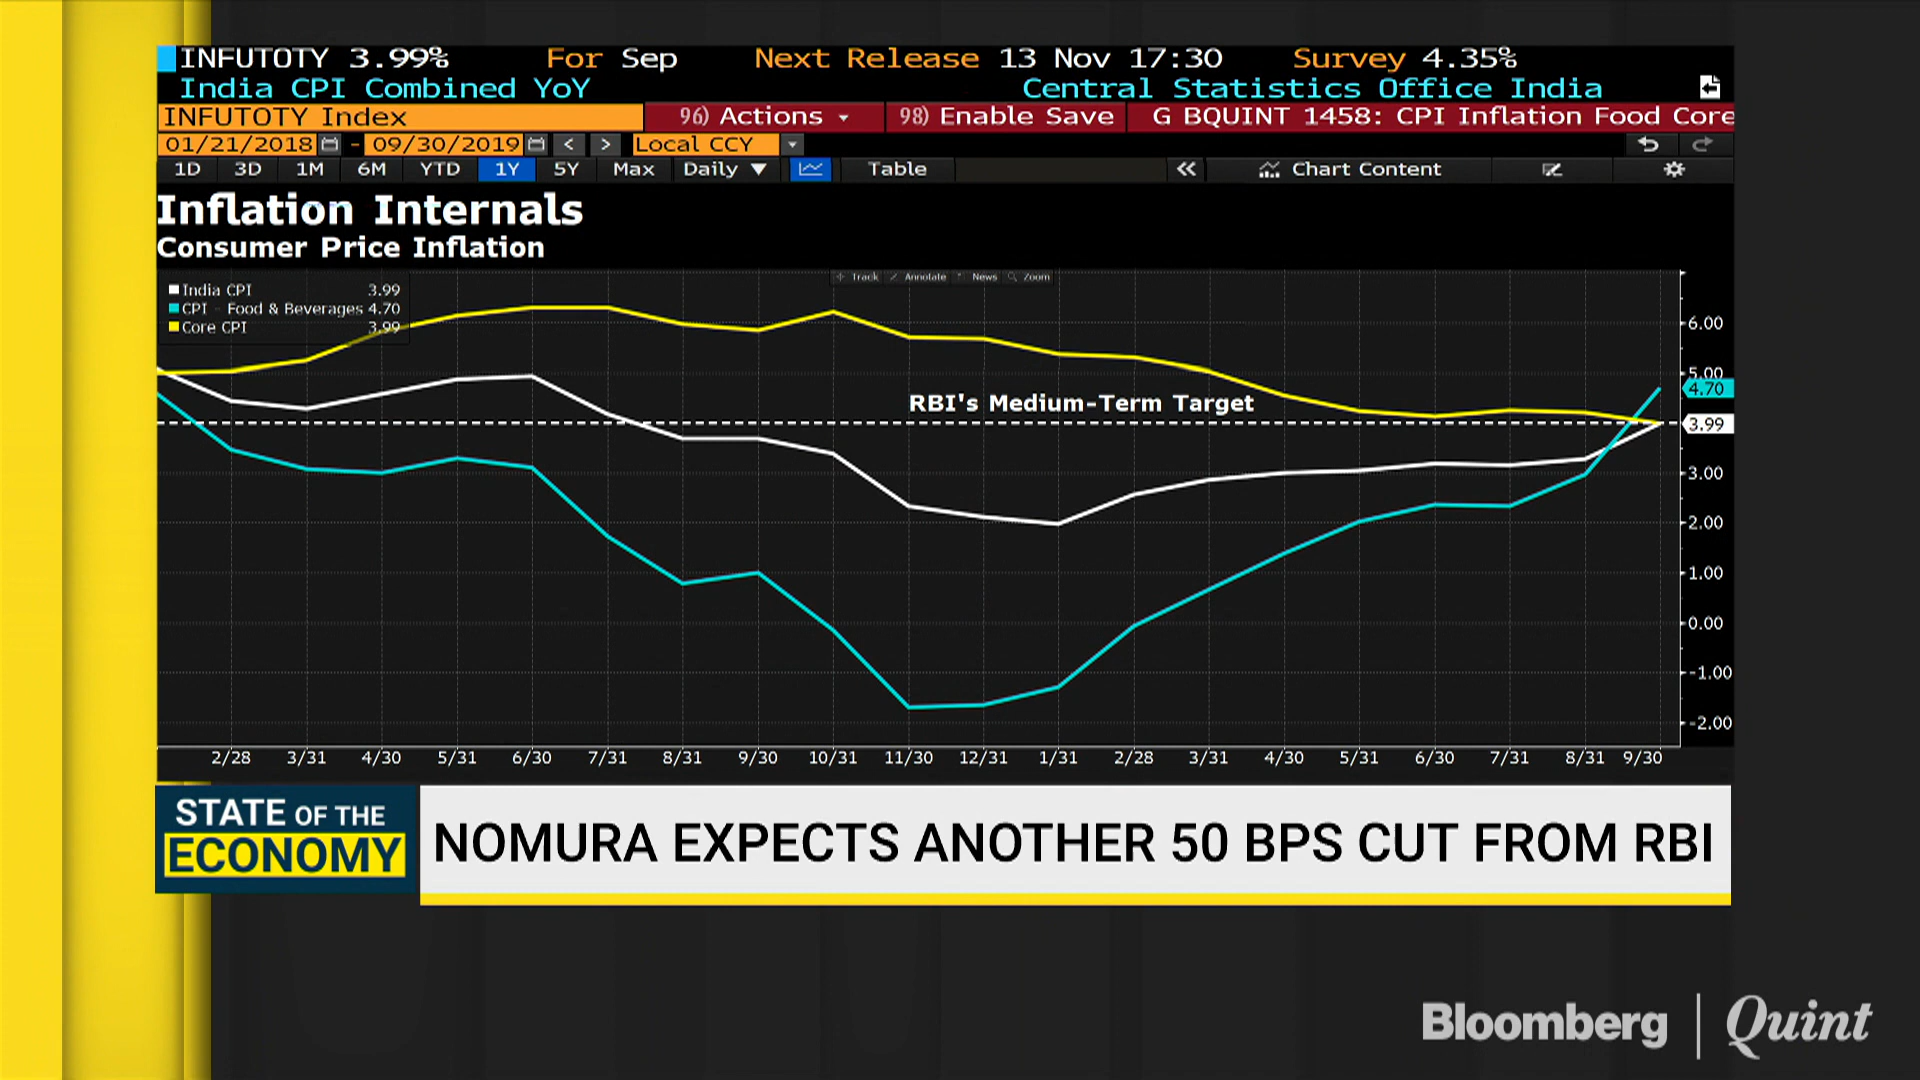 INFUTOTY 3.99% For Sep Next Release 13 Nov 17:30 Survey 4.35%
India CPI Combined YoY Central Statistics Office India
INFUTOTY Index 96) Actions 98) Enable Save G BQUINT 1458: CPI Inflation Food Core
01/21/2018 - 09/30/2019 < > Local CCY
1D 3D 1M 6M YTD 1Y 5Y Max Daily ▼ Table « Chart Content
Inflation Internals
Consumer Price Inflation
Track Annotate News Zoom
India CPI 3.99
CPI - Food & Beverages 4.70
Core CPI 3.99
6.00
5.00
4.70
RBI's Medium-Term Target
3.99
3.00
2.00
1.00
0.00
-1.00
-2.00
2/28 3/31 4/30 5/31 6/30 7/31 8/31 9/30 10/31 11/30 12/31 1/31 2/28 3/31 4/30 5/31 6/30 7/31 8/31 9/30
STATE OF THE
ECONOMY
NOMURA EXPECTS ANOTHER 50 BPS CUT FROM RBI
Bloomberg | Quint